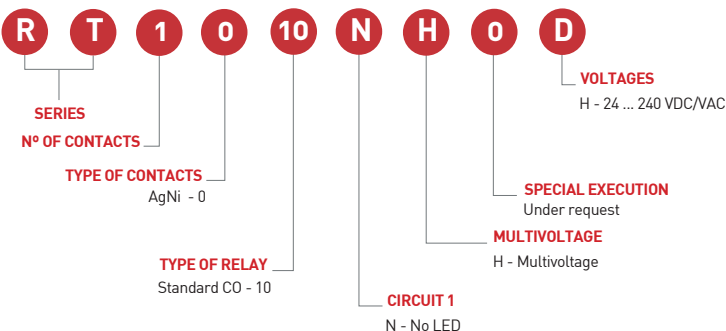 R T 1 0 10 N H 0 D
VOLTAGES
H - 24 ... 240 VDC/VAC
SERIES
Nº OF CONTACTS
TYPE OF CONTACTS
AgNi - 0
SPECIAL EXECUTION
Under request
MULTIVOLTAGE
H - Multivoltage
TYPE OF RELAY
Standard CO - 10
CIRCUIT 1
N - No LED